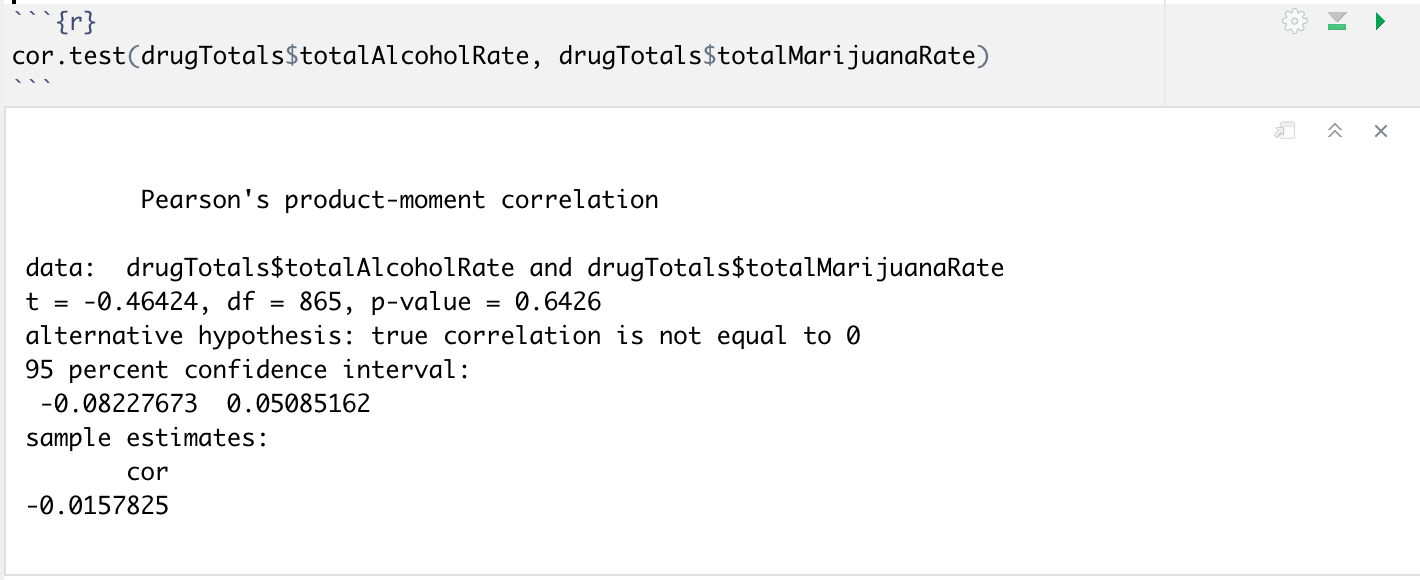 ```{r}
cor.test(drugTotals$totalAlcoholRate, drugTotals$totalMarijuanaRate)
```
Pearson's product-moment correlation
data:  drugTotals$totalAlcoholRate and drugTotals$totalMarijuanaRate
t = -0.46424, df = 865, p-value = 0.6426
alternative hypothesis: true correlation is not equal to 0
95 percent confidence interval:
 -0.08227673  0.05085162
sample estimates:
       cor
-0.0157825